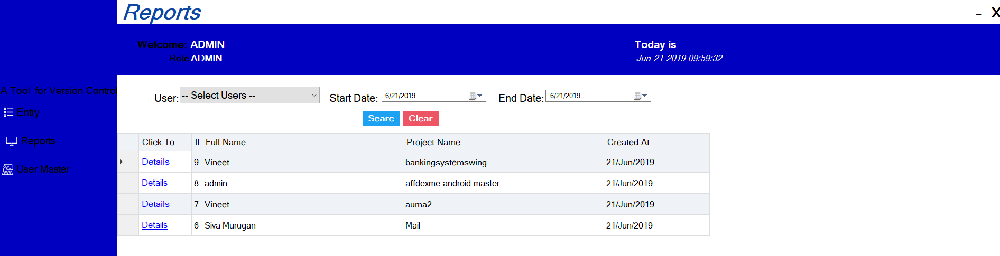 Reports
- X
Welcome: ADMIN
Role ADMIN
Today is
Jun-21-2019 09:59:32
A Tool for Version Control
Entry
Reports
User Master
User: -- Select Users -- Start Date: 6/21/2019 End Date: 6/21/2019
Searc Clear
Click To ID Full Name Project Name Created At
Details 9 Vineet bankingsystemswing 21/Jun/2019
Details 8 admin affdexme-android-master 21/Jun/2019
Details 7 Vineet auma2 21/Jun/2019
Details 6 Siva Murugan Mail 21/Jun/2019